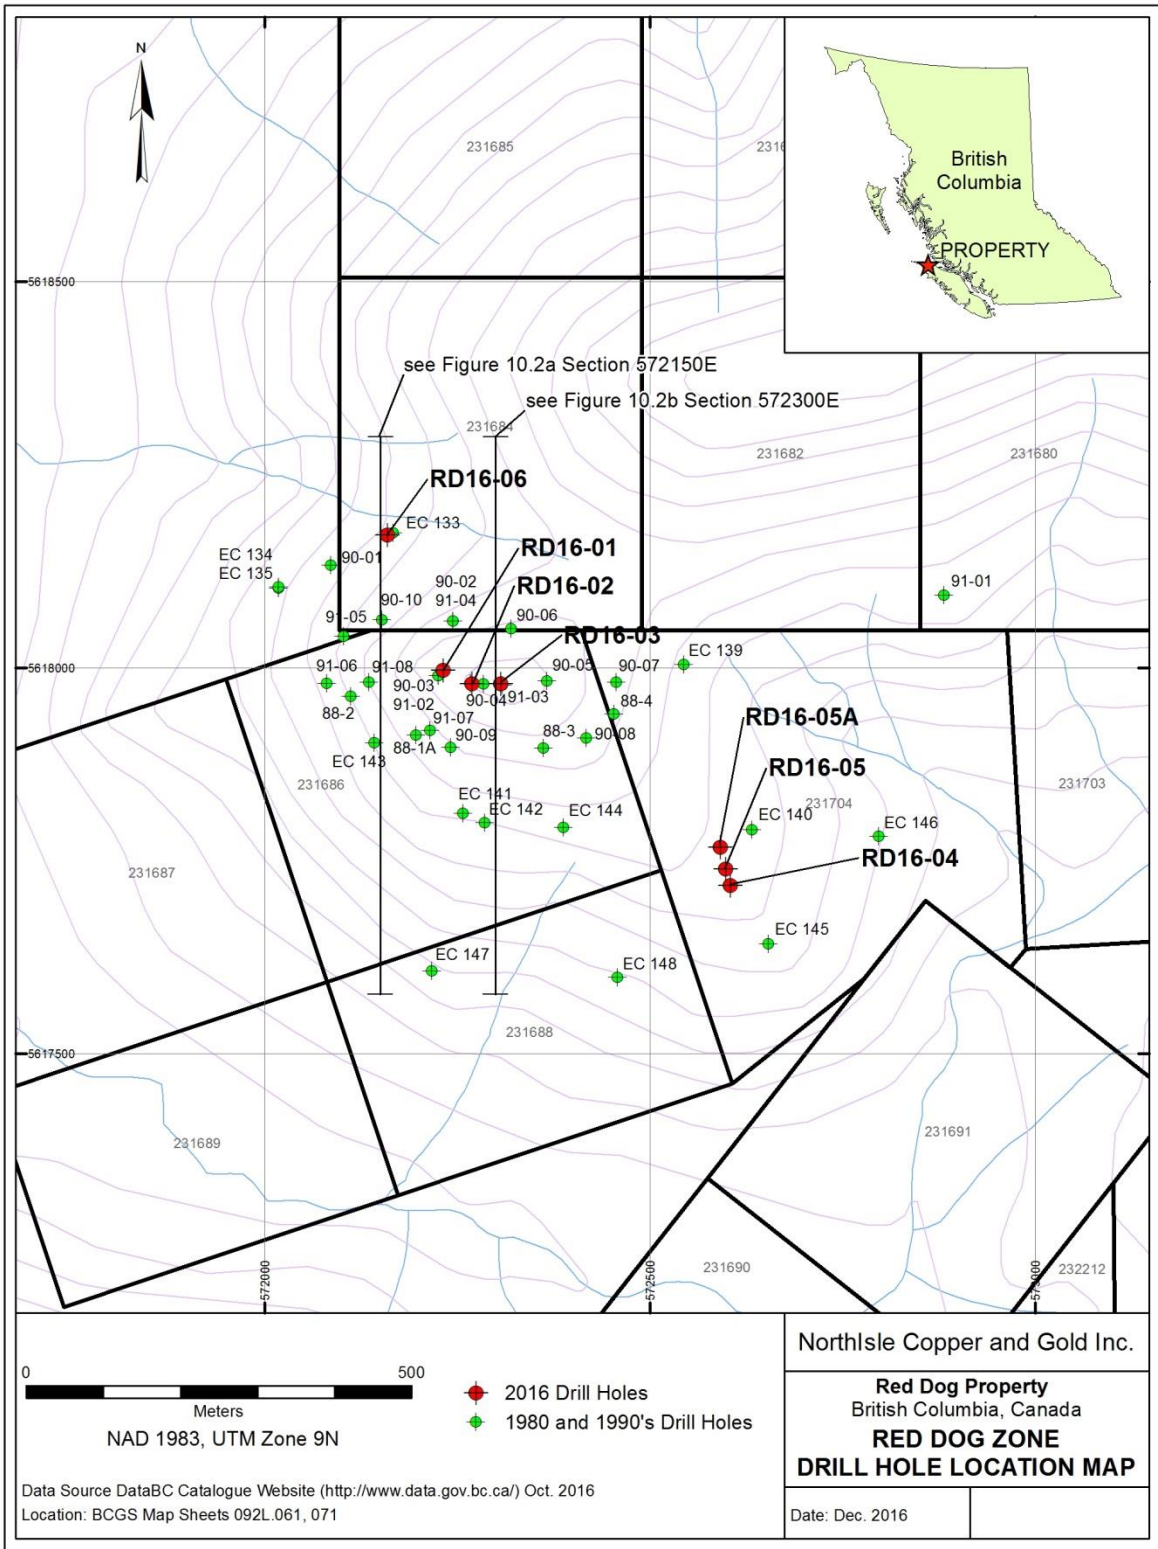 N
British
Columbia
PROPERTY
231685
5618500
see Figure 10.2a Section 572150E
see Figure 10.2b Section 572300E
231684
231682
231680
RD16-06
EC 133
RD16-01
EC 134
EC 135
90-01
90-02
91-04
RD16-02
91-01
90-10
91-05
90-06
RD16-03
5618000
91-06
91-08
90-03
90-04
91-03
90-05
90-07
EC 139
88-2
91-02
91-07
88-4
RD16-05A
EC 143
88-1A
90-09
88-3
90-08
RD16-05
231686
231703
EC 141
EC 142
EC 144
231704
EC 140
EC 146
RD16-04
231687
EC 145
EC 147
EC 148
231688
5617500
231689
231691
231690
232212
572000
572500
573000
0
500
Meters
NAD 1983, UTM Zone 9N
2016 Drill Holes
1980 and 1990's Drill Holes
Data Source DataBC Catalogue Website (http://www.data.gov.bc.ca/) Oct. 2016
Location: BCGS Map Sheets 092L.061, 071
NorthIsle Copper and Gold Inc.
Red Dog Property
British Columbia, Canada
RED DOG ZONE
DRILL HOLE LOCATION MAP
Date: Dec. 2016